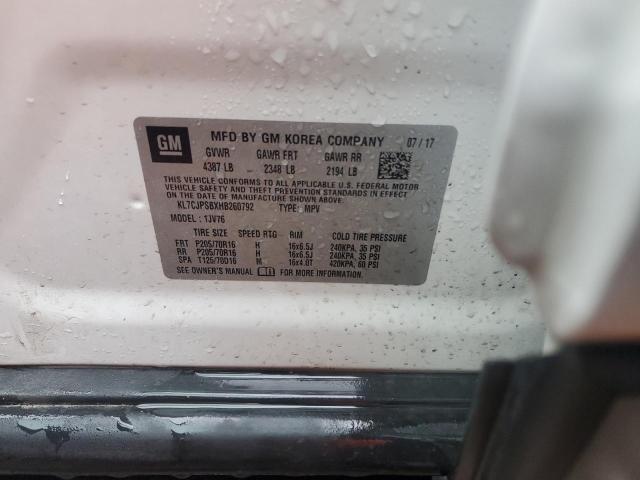 GM
MFD BY GM KOREA COMPANY 07/17
GVWR GAWR FRT GAWR RR
4387 LB 2348 LB 2194 LB
THIS VEHICLE CONFORMS TO ALL APPLICABLE U.S. FEDERAL MOTOR
VEHICLE SAFETY, BUMPER, AND THEFT PREVENTION STANDARDS IN EFFECT ON
THE DATE OF MANUFACTURE SHOWN ABOVE.
KL7CJPSBXHB260792 TYPE: MPV
MODEL: 1JV76
TIRE SIZE SPEED RTG RIM COLD TIRE PRESSURE
FRT P205/70R16 H 16x6.5J 240KPA, 35 PSI
RR P205/70R16 H 16x6.5J 240KPA, 35 PSI
SPA T125/70D16 M 16x4.0T 420KPA, 60 PSI
SEE OWNER'S MANUAL FOR MORE INFORMATION.